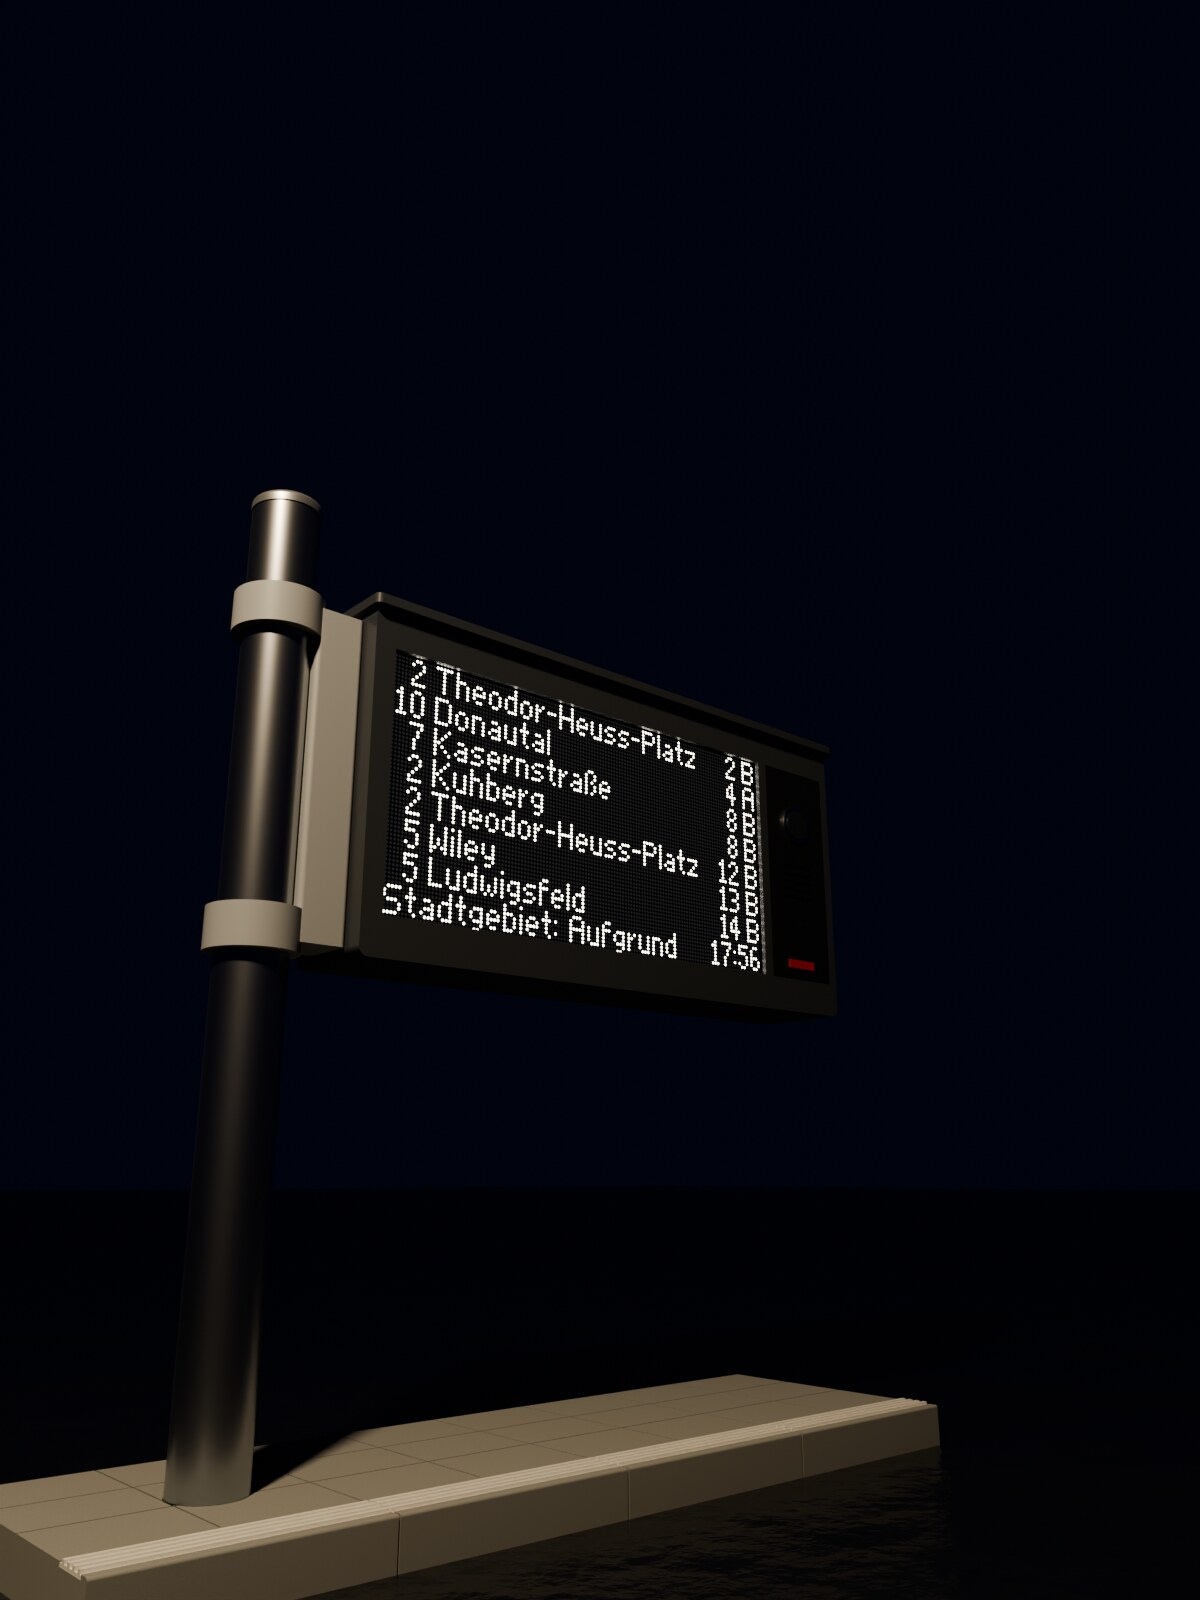 2 Theodor-Heuss-Platz 2 B
10 Donautal 4 A
7 Kasernstraße 8 B
2 Kuhberg 8 B
2 Theodor-Heuss-Platz 12 B
5 Wiley 13 B
5 Ludwigsfeld 14 B
Stadtgebiet: Aufgrund 17:56